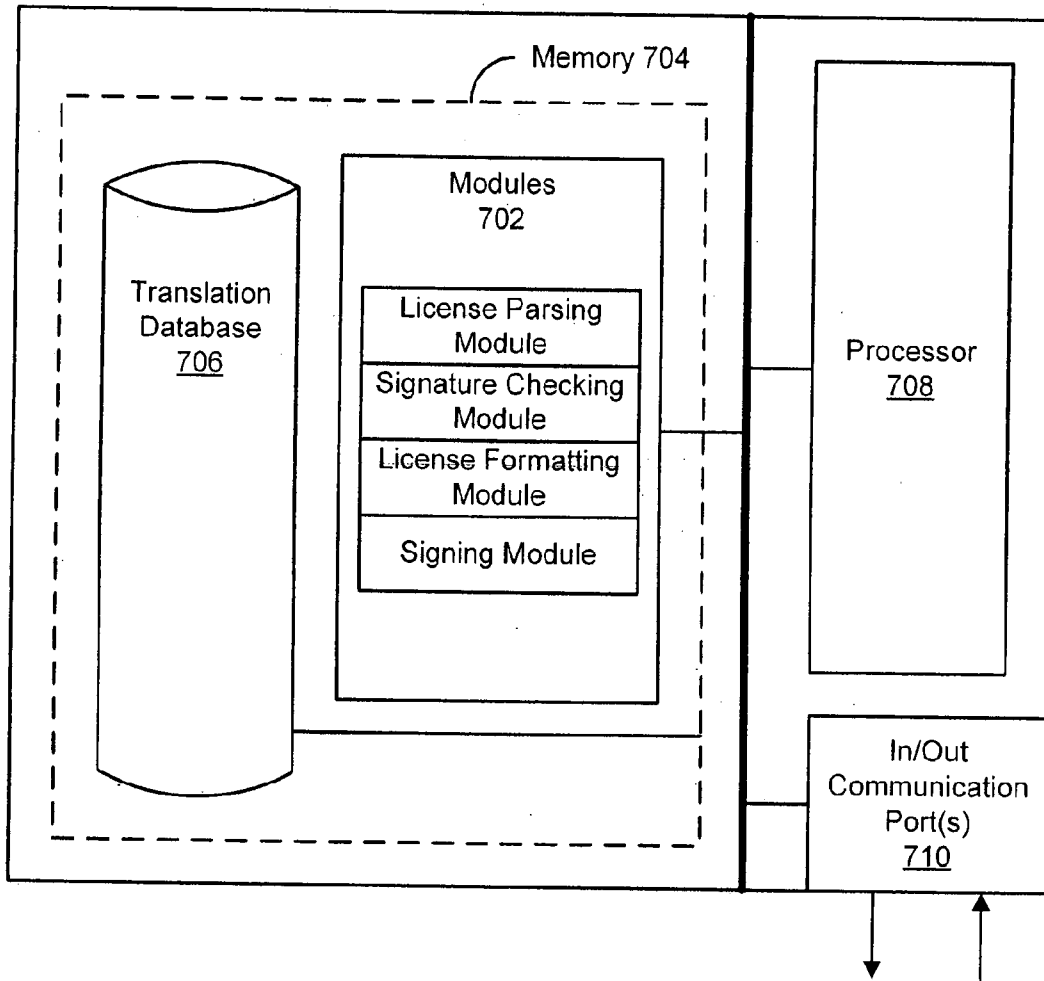 Memory 704
Translation
Database
706
Modules
702
License Parsing
Module
Signature Checking
Module
License Formatting
Module
Signing Module
Processor
708
In/Out
Communication
Port(s)
710